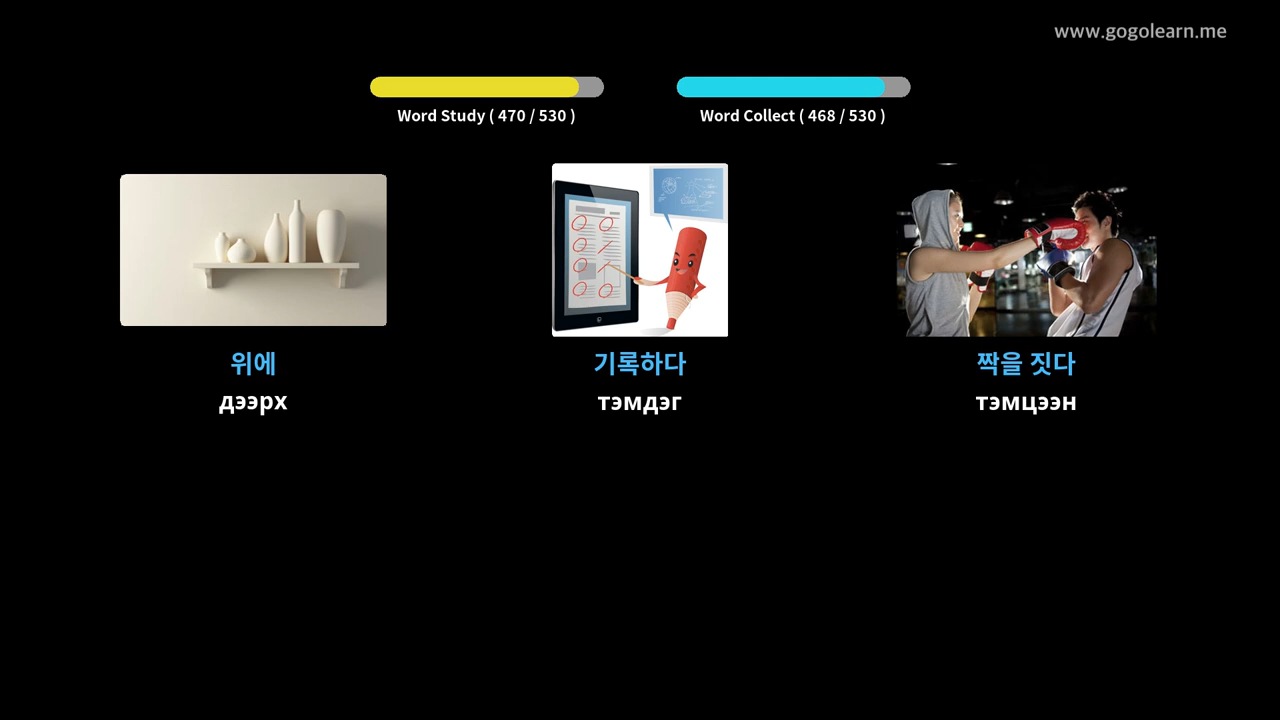 www.gogolearn.me
Word Study ( 470 / 530 )
Word Collect ( 468 / 530 )
위에
기록하다
짝을 짓다
дээрх
тэмдэг
тэмцээн